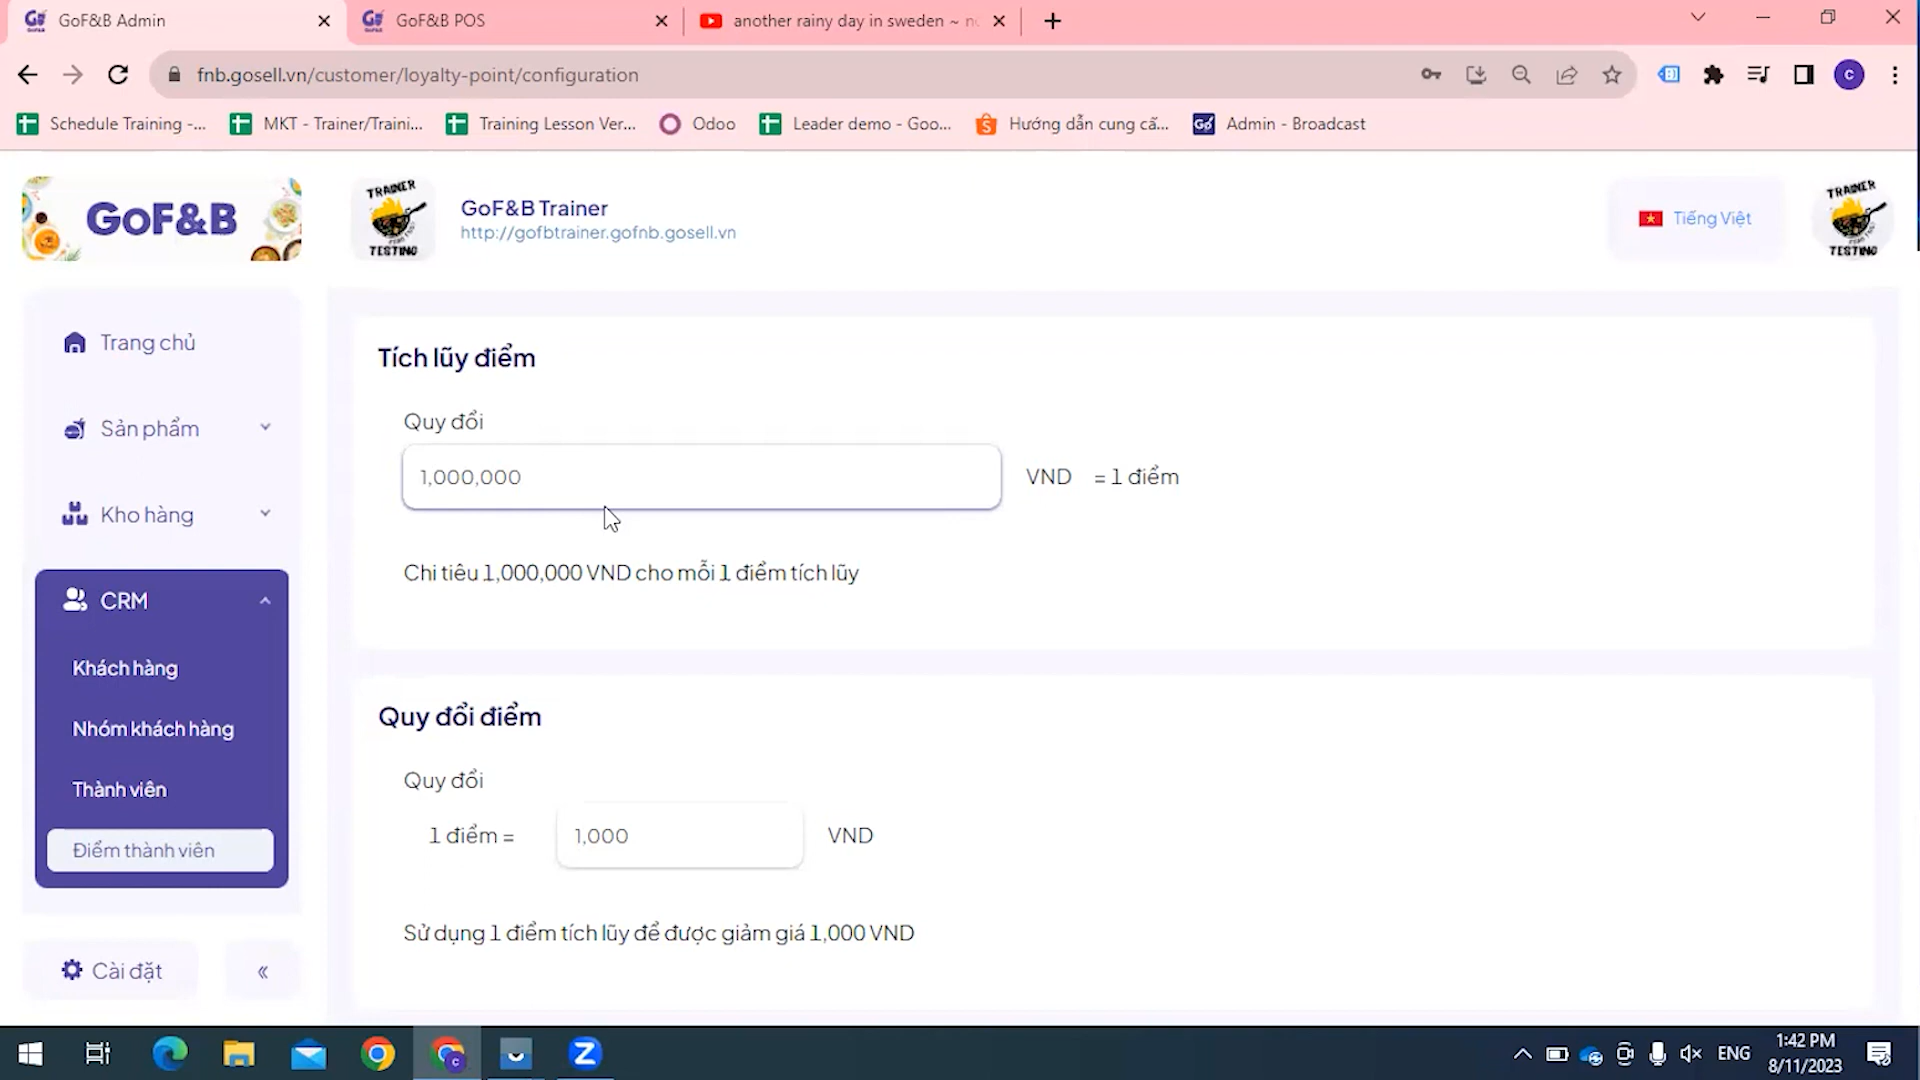 GoF&B Admin
GoF&B POS
another rainy day in sweden ~
fnb.gosell.vn/customer/loyalty-point/configuration
C
Schedule Training -...
MKT - Trainer/Traini...
Training Lesson Ver...
Odoo
Leader demo - Goo...
Hướng dẫn cung cấ...
Admin - Broadcast
GoF&B
TRAINER
TESTING
GoF&B Trainer
http://gofbtrainer.gofnb.gosell.vn
Tiếng Việt
TRAINER
TESTING
Trang chủ
Sản phẩm
Kho hàng
CRM
Khách hàng
Nhóm khách hàng
Thành viên
Điểm thành viên
Cài đặt
«
Tích lũy điểm
Quy đổi
1,000,000
VND = 1 điểm
Chi tiêu 1,000,000 VND cho mỗi 1 điểm tích lũy
Quy đổi điểm
Quy đổi
1 điểm = 1,000 VND
Sử dụng 1 điểm tích lũy để được giảm giá 1,000 VND
ENG
1:42 PM
8/11/2023